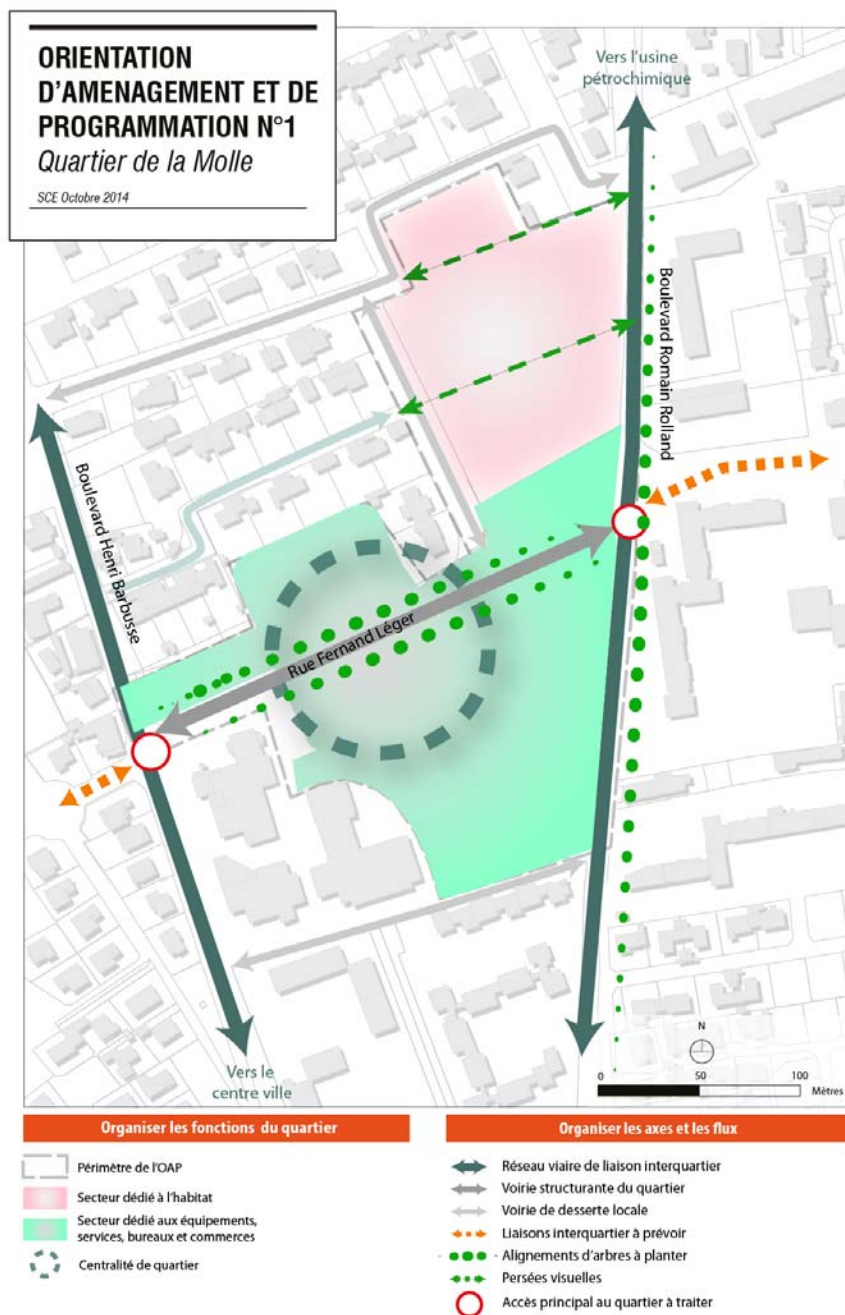 ORIENTATION
D'AMENAGEMENT ET DE
PROGRAMMATION N°1
Quartier de la Molle
SCE Octobre 2014
Vers l'usine
pétrochimique
Boulevard Romain Rolland
Boulevard Henri Barbusse
Rue Fernand Léger
Vers le
centre ville
N
0 50 100
Mètres
Organiser les fonctions du quartier
Périmètre de l'OAP
Secteur dédié à l'habitat
Secteur dédié aux équipements,
services, bureaux et commerces
Centralité de quartier
Organiser les axes et les flux
Réseau viaire de liaison interquartier
Voirie structurante du quartier
Voirie de desserte locale
Liaisons interquartier à prévoir
Alignements d'arbres à planter
Persées visuelles
Accès principal au quartier à traiter